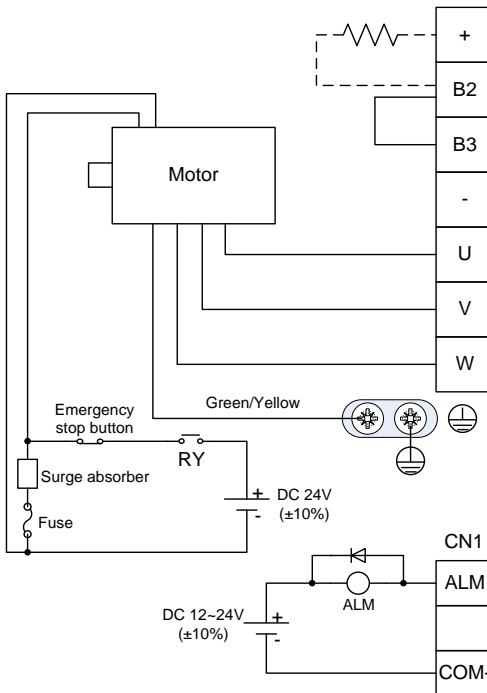 +
B2
B3
-
Motor
U
V
W
Green/Yellow
Emergency
stop button
RY
Surge absorber
Fuse
+
-
DC 24V
(±10%)
CN1
ALM
ALM
DC 12~24V
(±10%)
+
-
COM-